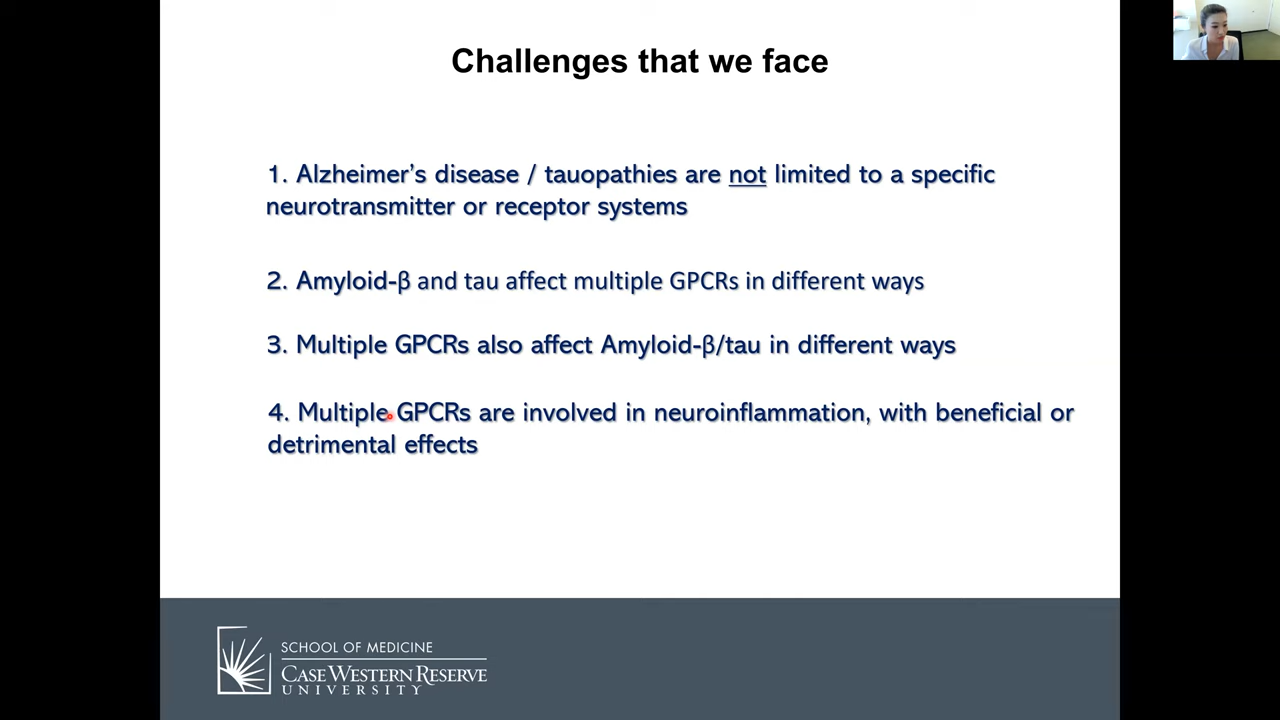 Challenges that we face
1. Alzheimer’s disease / tauopathies are not limited to a specific
neurotransmitter or receptor systems
2. Amyloid-β and tau affect multiple GPCRs in different ways
3. Multiple GPCRs also affect Amyloid-β/tau in different ways
4. Multiple GPCRs are involved in neuroinflammation, with beneficial or
detrimental effects
SCHOOL OF MEDICINE
CASE WESTERN RESERVE
UNIVERSITY